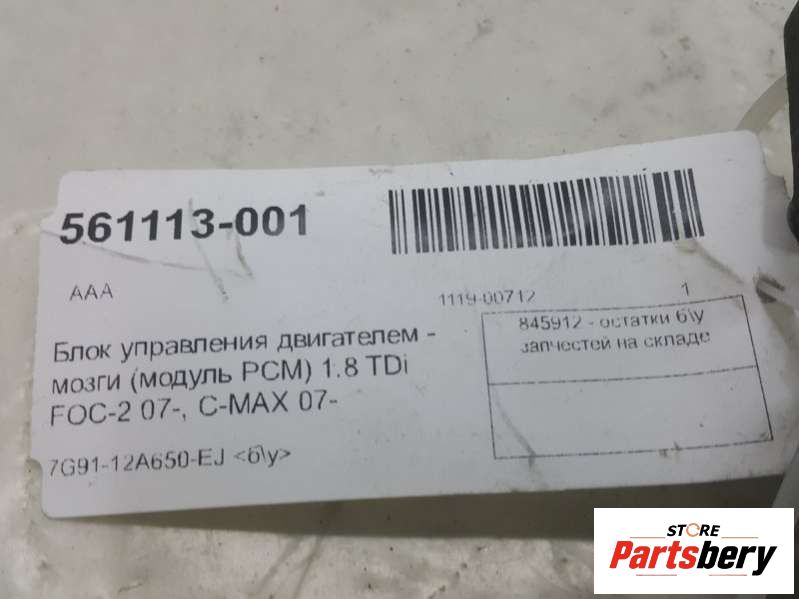 561113-001
AAA
1119-00712 1
Блок управления двигателем -
мозги (модуль PCM) 1.8 TDi
FOC-2 07-, C-MAX 07-
7G91-12A650-EJ <б\у>
845912 - остатки б\у
запчестей на складе
STORE
Partsbery